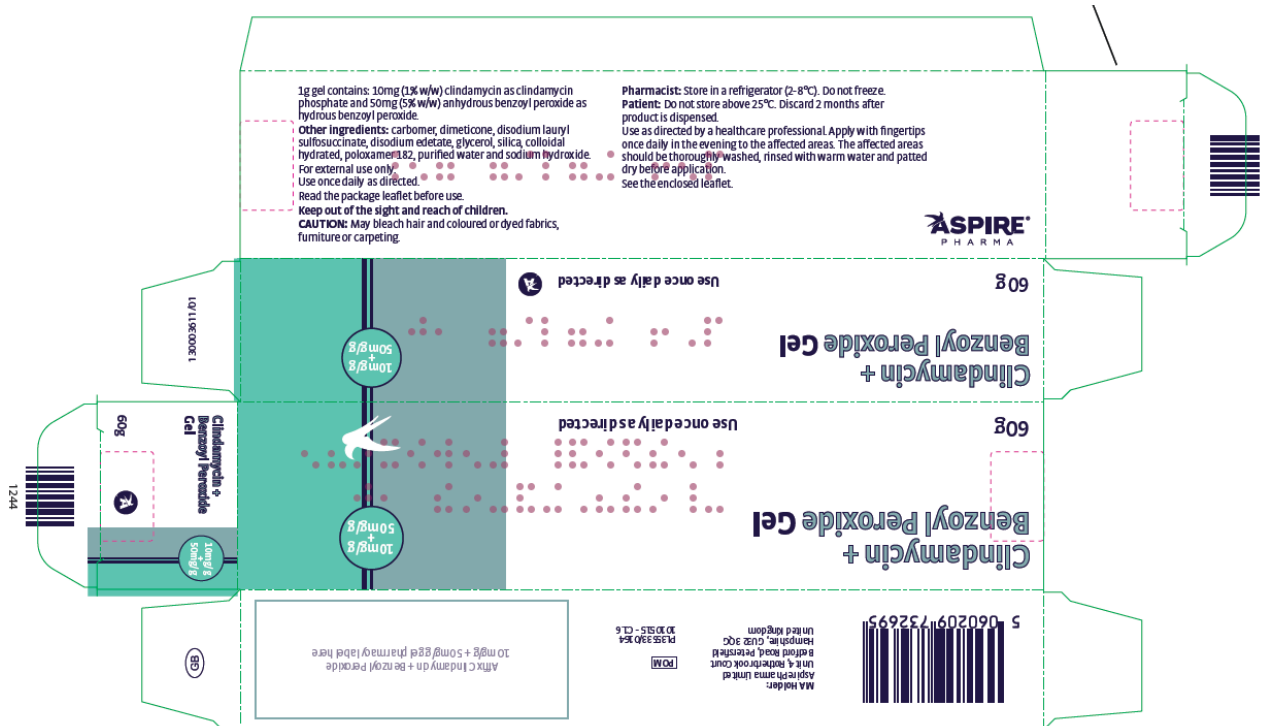 1g gel contains: 10mg (1% w/w) clindamycin as clindamycin
phosphate and 50mg (5% w/w) anhydrous benzoyl peroxide as
hydrous benzoyl peroxide.
Other ingredients: carbomer, dimeticone, disodium lauryl
sulfosuccinate, disodium edetate, glycerol, silica, colloidal
hydrated, poloxamer 182, purified water and sodium hydroxide.
For external use only.
Use once daily as directed.
Read the package leaflet before use.
Keep out of the sight and reach of children.
CAUTION: May bleach hair and coloured or dyed fabrics,
furniture or carpeting.
Pharmacist: Store in a refrigerator (2-8°C). Do not freeze.
Patient: Do not store above 25°C. Discard 2 months after
product is dispensed.
Use as directed by a healthcare professional. Apply with fingertips
once daily in the evening to the affected areas. The affected areas
should be thoroughly washed, rinsed with warm water and patted
dry before application.
See the enclosed leaflet.
ASPIRE
PHARMA
Clindamycin +
Benzoyl Peroxide Gel
60 g
Use once daily as directed
10mg/g
+
50mg/g
1011/9600031
Clindamycin +
Benzoyl Peroxide Gel
60g
Use once daily as directed
10mg/g
+
50mg/g
Clindamycin +
Benzoyl Peroxide
Gel
60g
10mg/g
+
50mg/g
1244
MA Holder:
Aspire Pharma Limited
Unit 4, Rotherbrook Court
Bedford Road, Petersfield
Hampshire, GU32 3QG
United Kingdom
POM
PL35533/0164
1010515 - CL6
5 060209 732695
Affix Clindamycin + Benzoyl Peroxide
10mg/g + 50mg/g gel pharmacy label here
GB